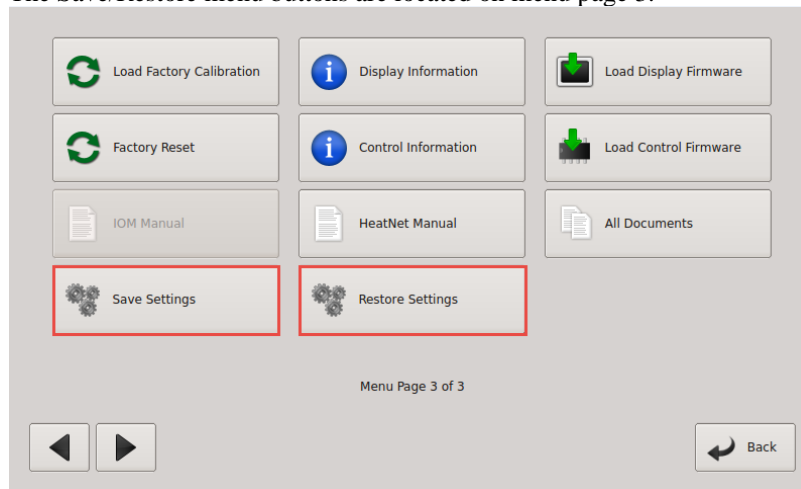 The Save/Restore menu buttons are located on menu page 3.
Load Factory Calibration
Display Information
Load Display Firmware
Factory Reset
Control Information
Load Control Firmware
IOM Manual
HeatNet Manual
All Documents
Save Settings
Restore Settings
Menu Page 3 of 3
Back